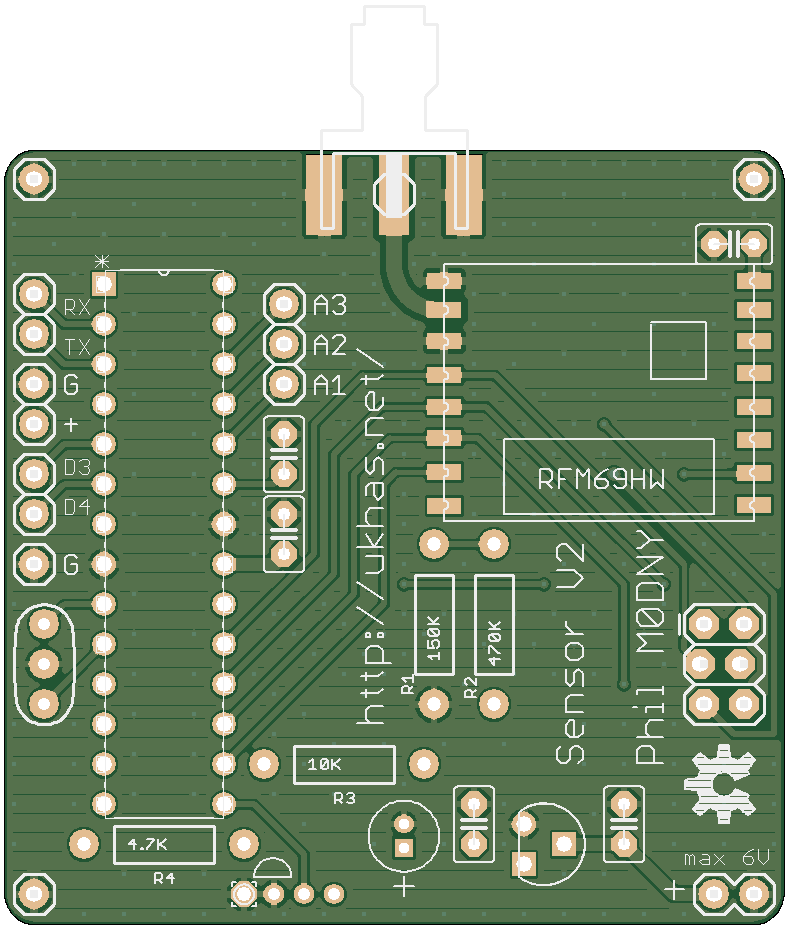 RX
TX
G
+
D3
D4
G
A3
A2
A1
http://ukhas.net/
RFM69HW
Sensor V2
Phil M0DNY
150K
R1
470K
R2
10K
R3
4.7K
R4
+
max 6V
+